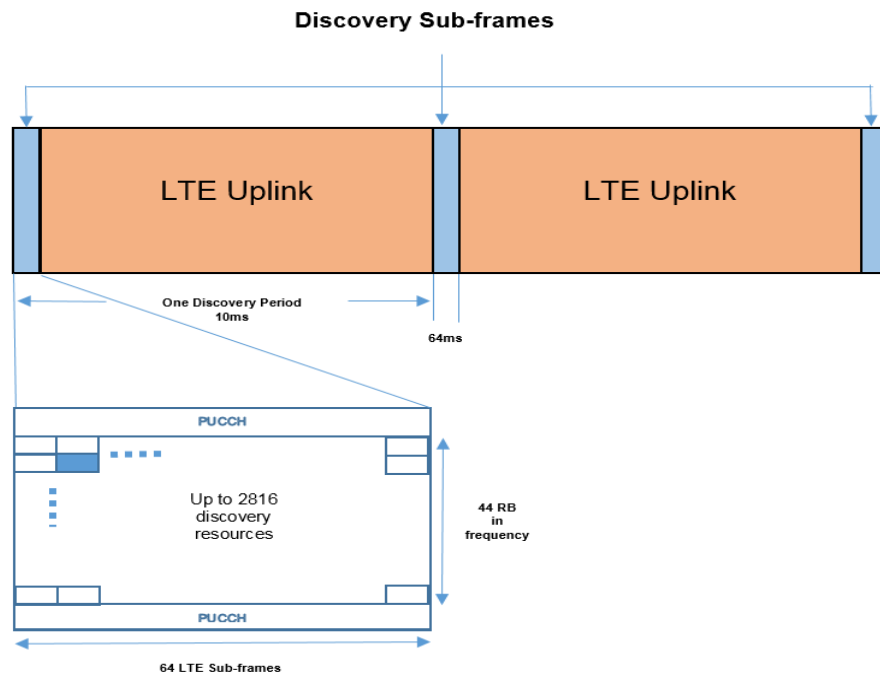 Discovery Sub-frames
LTE Uplink
LTE Uplink
One Discovery Period
10ms
64ms
PUCCH
Up to 2816
discovery
resources
44 RB
in
frequency
PUCCH
64 LTE Sub-frames